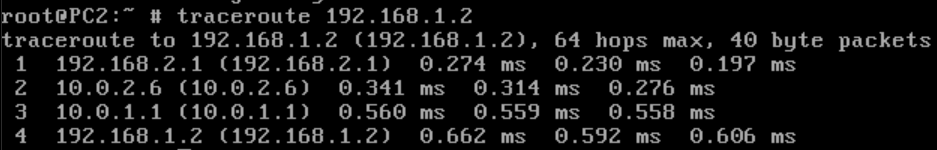 root@PC2:~ # traceroute 192.168.1.2
traceroute to 192.168.1.2 (192.168.1.2), 64 hops max, 40 byte packets
1 192.168.2.1 (192.168.2.1) 0.274 ms 0.230 ms 0.197 ms
2 10.0.2.6 (10.0.2.6) 0.341 ms 0.314 ms 0.276 ms
3 10.0.1.1 (10.0.1.1) 0.560 ms 0.559 ms 0.558 ms
4 192.168.1.2 (192.168.1.2) 0.662 ms 0.592 ms 0.606 ms